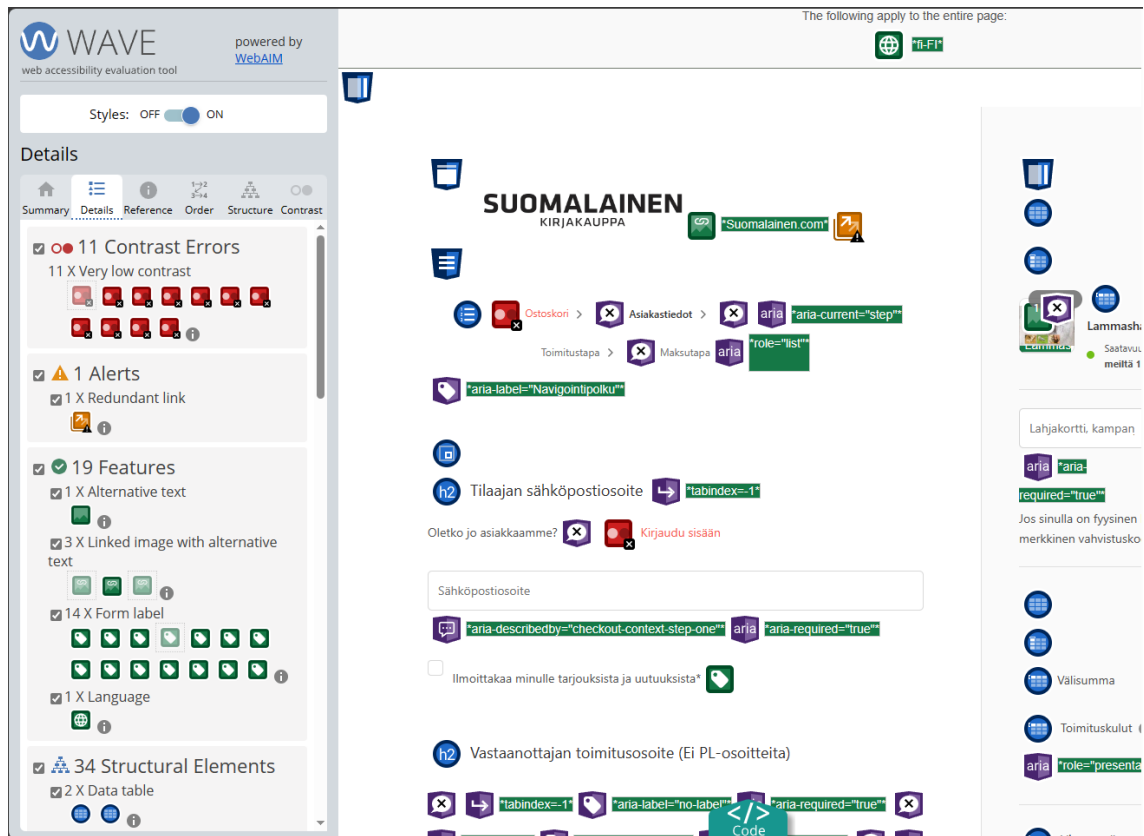 WAVE
web accessibility evaluation tool
powered by
WebAIM
Styles: OFF ON
Details
Summary Details Reference Order Structure Contrast
11 Contrast Errors
11 X Very low contrast
1 Alerts
1 X Redundant link
19 Features
1 X Alternative text
3 X Linked image with alternative
text
14 X Form label
1 X Language
34 Structural Elements
2 X Data table
The following apply to the entire page:
*fi-FI*
SUOMALAINEN
KIRJAKAUPPA
*Suomalainen.com*
Ostoskori > Asiakastiedot > aria *aria-current="step"*
Toimitustapa > Maksutapa aria *role="list"*
*aria-label="Navigointipolku"*
h2 Tilaajan sähköpostiosoite *tabindex=-1*
Oletko jo asiakkaamme? Kirjaudu sisään
Sähköpostiosoite
*aria-describedby="checkout-context-step-one"* aria *aria-required="true"*
Ilmoittakaa minulle tarjouksista ja uutuuksista*
h2 Vastaanottajan toimitusosoite (Ei PL-osoitteita)
*tabindex=-1* *aria-label="no-label"* *aria-required="true"*
</>
Code
Lammash
Saatavuu
meiltä 1
Lahjakortti, kampan
aria *aria-
required="true"*
Jos sinulla on fyysinen
merkkinen vahvistusko
Välisumma
Toimituskulut (
aria *role="presenta